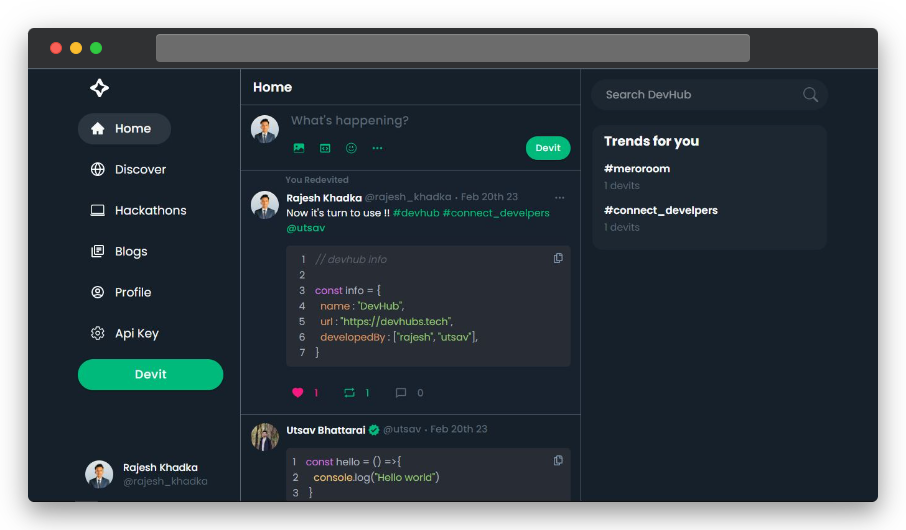 Home
Discover
Hackathons
Blogs
Profile
Api Key
Devit
Rajesh Khadka
@rajesh_khadka
Home
What's happening?
Devit
You Redevited
Rajesh Khadka @rajesh_khadka • Feb 20th 23
Now it's turn to use !! #devhub #connect_develpers
@utsav
1 // devhub info
2
3 const info = {
4 name : "DevHub",
5 url : "https://devhubs.tech",
6 developedBy : ["rajesh", "utsav"],
7 }
1 1 0
Utsav Bhattarai @utsav • Feb 20th 23
1 const hello = () =>{
2 console.log("Hello world")
3 }
Search DevHub
Trends for you
#meroroom
1 devits
#connect_develpers
1 devits